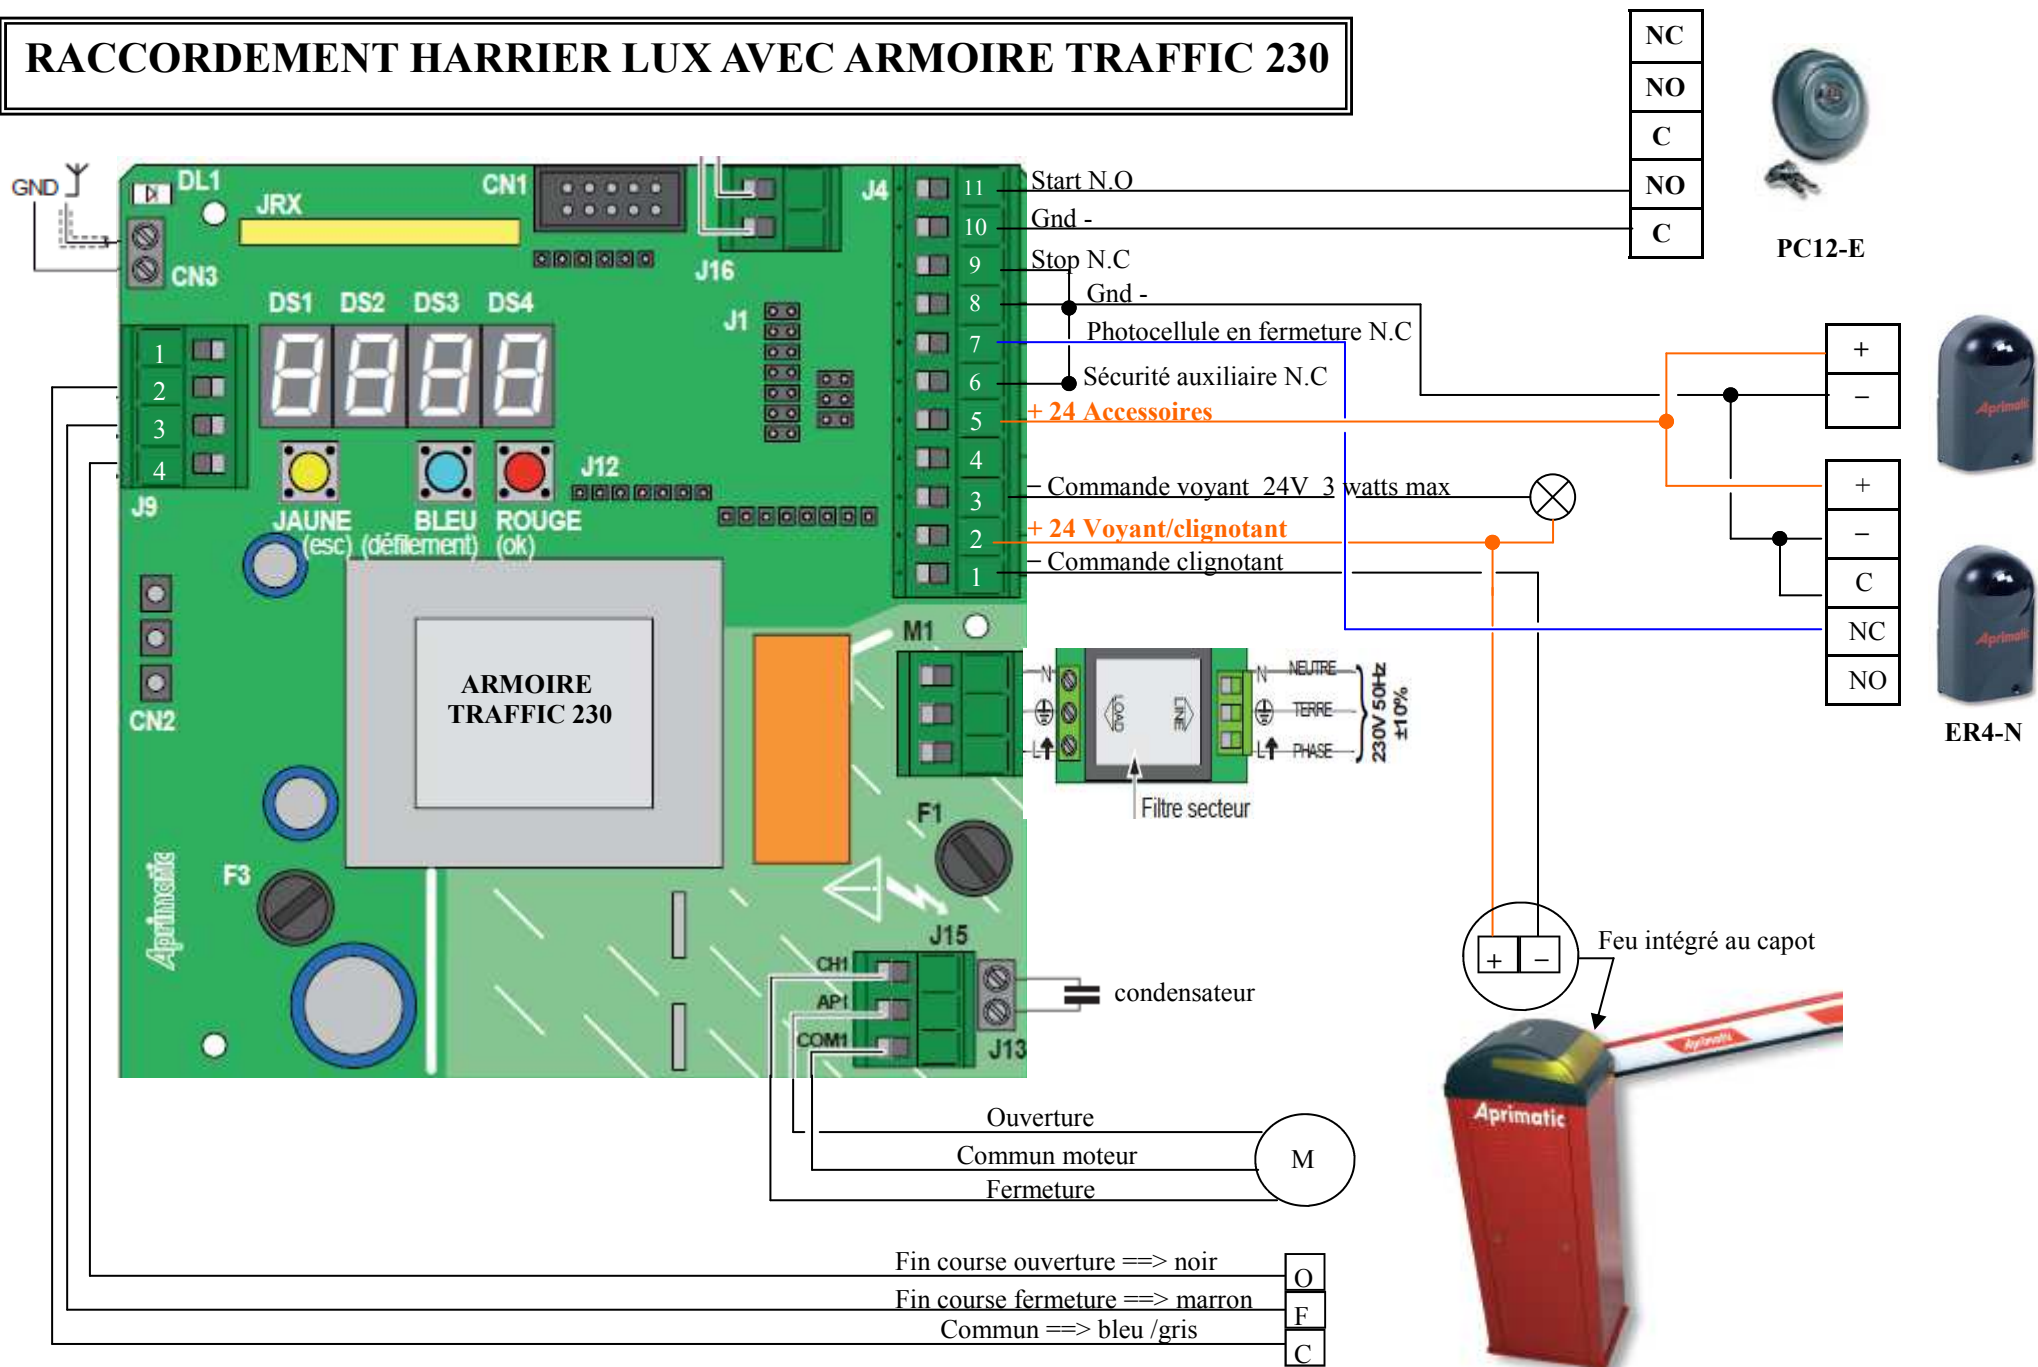 RACCORDEMENT HARRIER LUX AVEC ARMOIRE TRAFFIC 230
NC
NO
C
NO
C
PC12-E
GND
DL1
JRX
CN1
CN3
J16
J4
11
Start N.O
10
Gnd -
9
Stop N.C
8
Gnd -
7
Photocellule en fermeture N.C
6
Sécurité auxiliaire N.C
5
+ 24 Accessoires
4
3
– Commande voyant 24V 3 watts max
2
+ 24 Voyant/clignotant
1
– Commande clignotant
DS1 DS2 DS3 DS4
J1
1
2
3
4
J9
J12
JAUNE
(esc)
BLEU
(défilement)
ROUGE
(ok)
CN2
ARMOIRE
TRAFFIC 230
M1
N
L
LOAD
LINE
N NEUTRE
TERRE
L PHASE
230V 50Hz
±10%
Filtre secteur
F1
F3
Aprimatic
J15
CH1
AP1
COM1
J13
condensateur
+
–
Aprimatic
+
–
C
NC
NO
Aprimatic
ER4-N
+ –
Feu intégré au capot
Aprimatic
Aprimatic
Ouverture
Commun moteur
Fermeture
M
Fin course ouverture ==> noir
O
Fin course fermeture ==> marron
F
Commun ==> bleu /gris
C